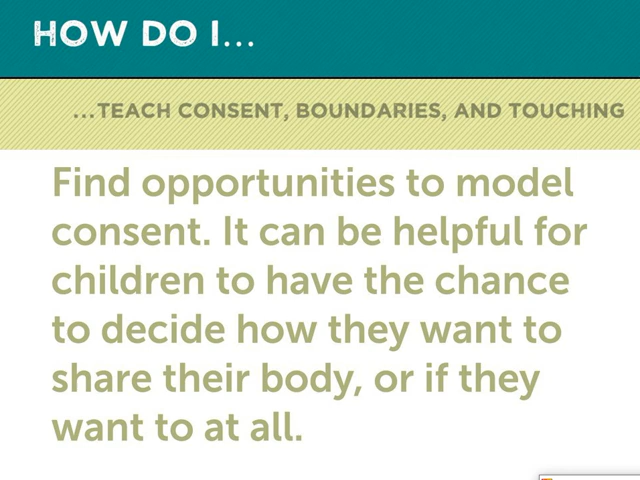 HOW DO I...
...TEACH CONSENT, BOUNDARIES, AND TOUCHING
Find opportunities to model
consent. It can be helpful for
children to have the chance
to decide how they want to
share their body, or if they
want to at all.